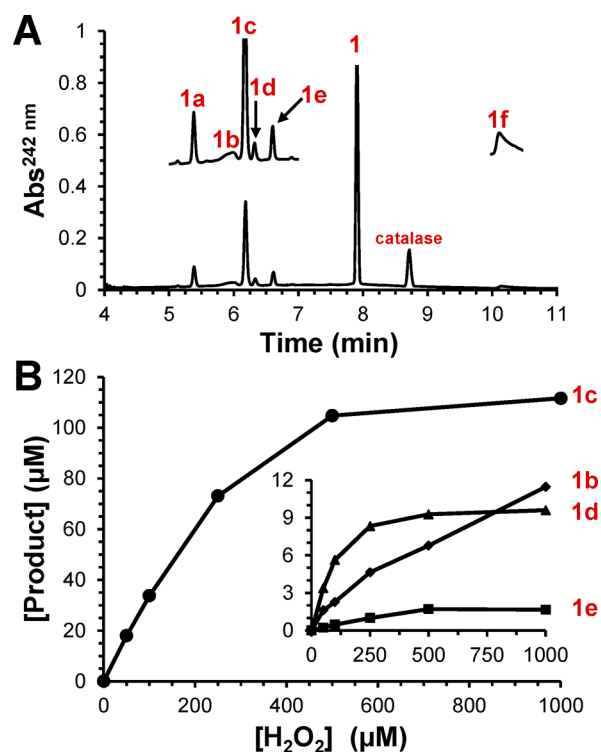 A
1c
1
1d
1a
1e
1b
1f
catalase
Abs²⁴² ⁿᵐ
1
0.8
0.6
0.4
0.2
0
4 5 6 7 8 9 10 11
Time (min)
B
120
100
80
60
40
20
0
[Product] (µM)
1c
1b
1d
1e
12
9
6
3
0
0 250 500 750 1000
0 200 400 600 800 1000
[H₂O₂] (µM)